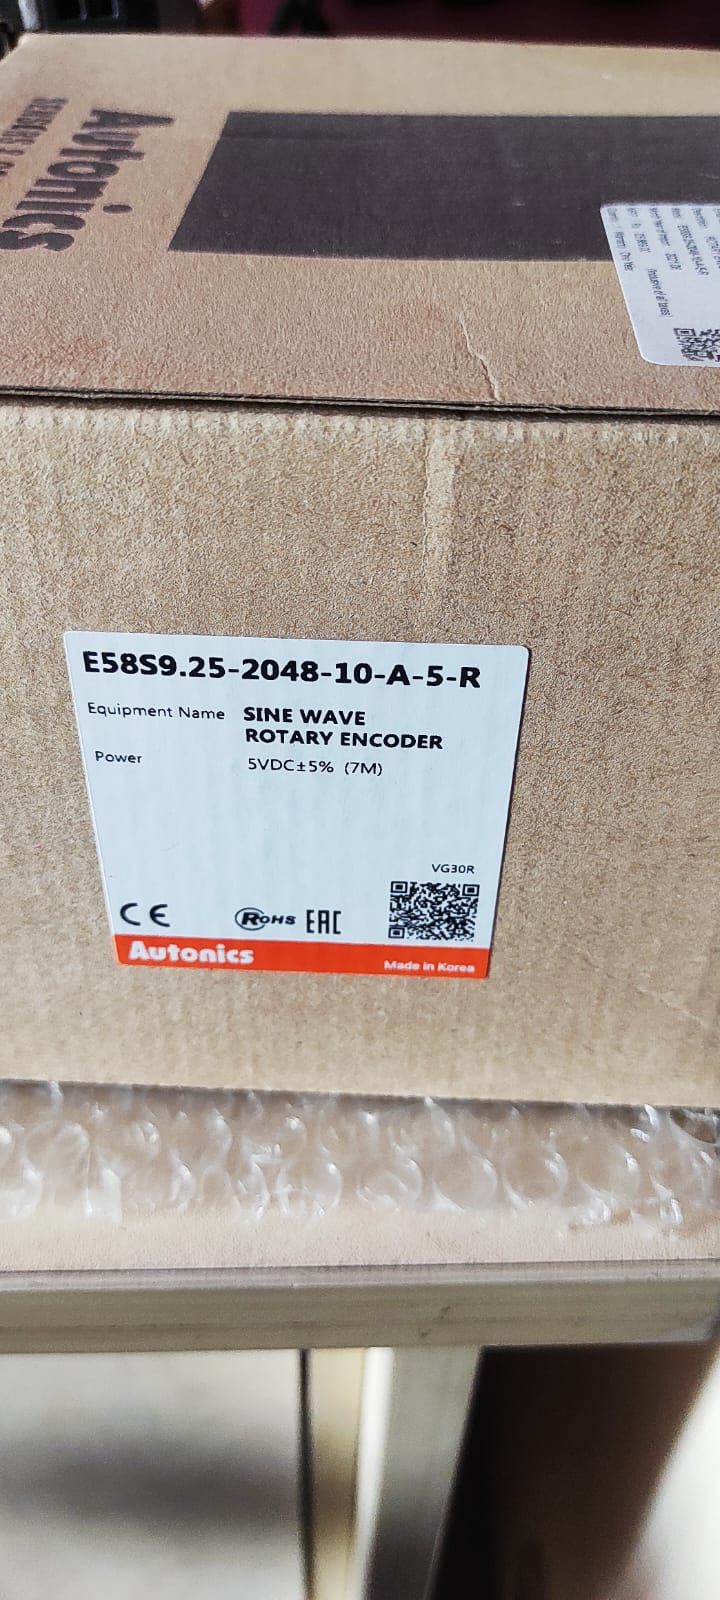 Autonics
E58S9.25-2048-10-A-5-R
Equipment Name SINE WAVE
ROTARY ENCODER
Power 5VDC±5% (7M)
VG30R
CE RoHS EAC
Autonics Made in Korea